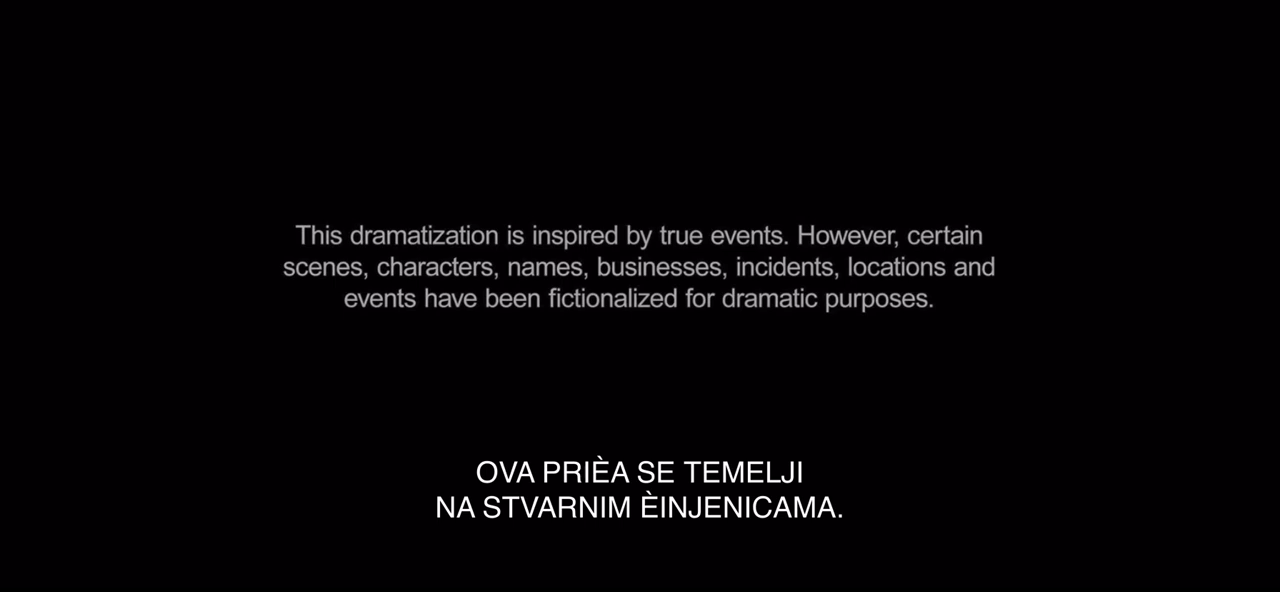 This dramatization is inspired by true events. However, certain
scenes, characters, names, businesses, incidents, locations and
events have been fictionalized for dramatic purposes.
OVA PRIÈA SE TEMELJI
NA STVARNIM ÈINJENICAMA.